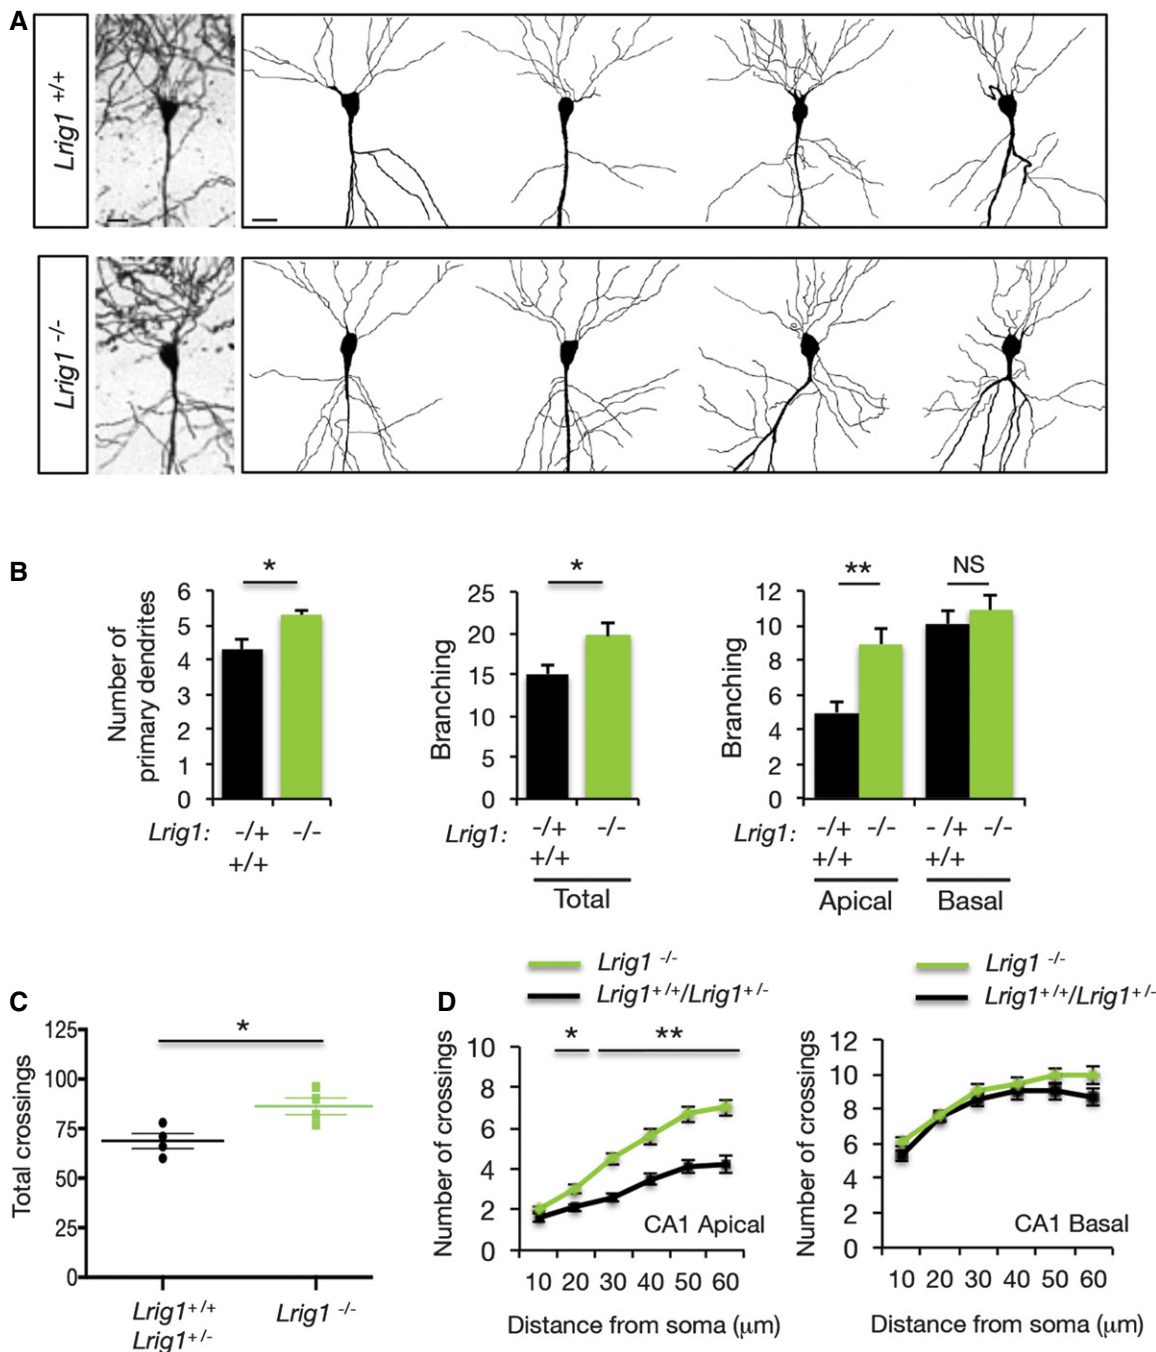 A
Lrig1 +/+
Lrig1 -/-
B
*
Number of
primary dendrites
6
5
4
3
2
1
0
Lrig1: -/+ -/-
+/+
*
Branching
25
20
15
10
5
0
Lrig1: -/+ -/-
+/+
Total
** NS
Branching
12
10
8
6
4
2
0
Lrig1: -/+ -/- - /+ -/-
+/+ +/+
Apical Basal
C
*
Total crossings
125
100
75
50
25
0
Lrig1+/+ Lrig1 -/-
Lrig1+/-
D
Lrig1 -/-
Lrig1+/+/Lrig1+/-
* **
Number of crossings
10
8
6
4
2
0
CA1 Apical
10 20 30 40 50 60
Distance from soma (μm)
Lrig1 -/-
Lrig1+/+/Lrig1+/-
Number of crossings
12
10
8
6
4
2
0
CA1 Basal
10 20 30 40 50 60
Distance from soma (μm)